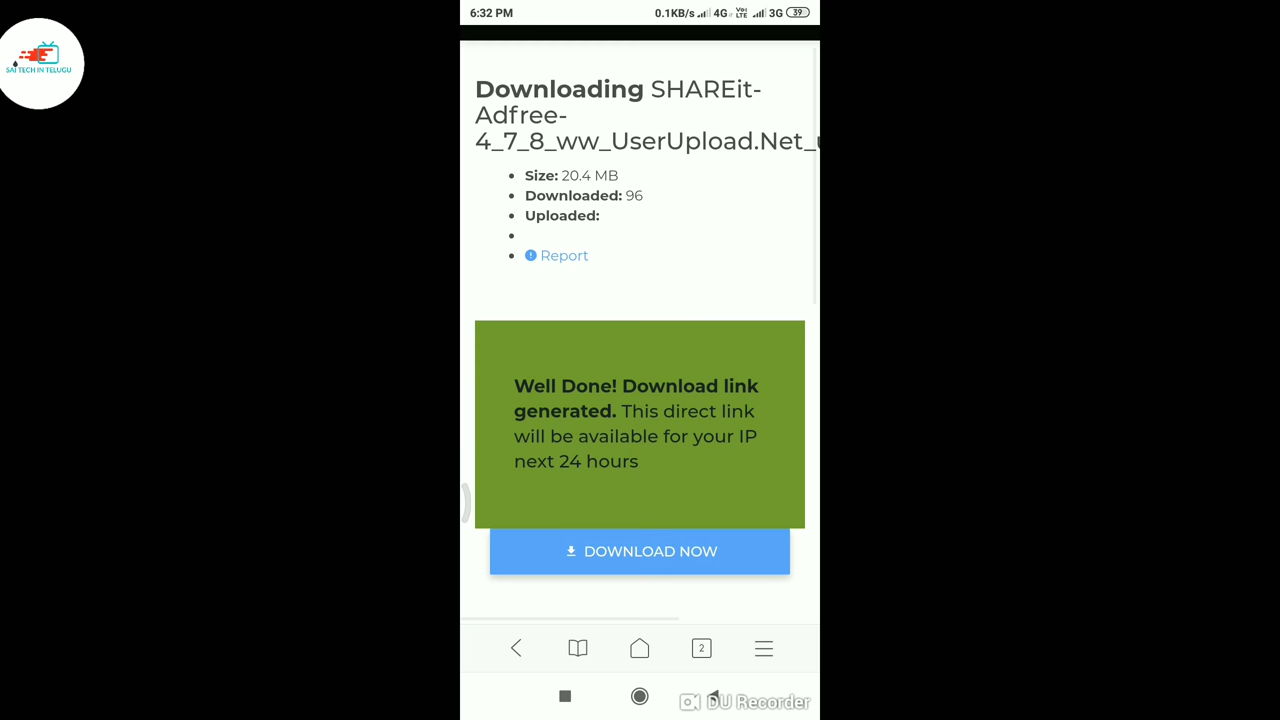 6:32 PM
0.1KB/s 4G Vo) LTE 3G 39
SAI TECH IN TELUGU
Downloading SHAREit-
Adfree-
4_7_8_ww_UserUpload.Net_
Size: 20.4 MB
Downloaded: 96
Uploaded:
Report
Well Done! Download link
generated. This direct link
will be available for your IP
next 24 hours
DOWNLOAD NOW
2
DU Recorder